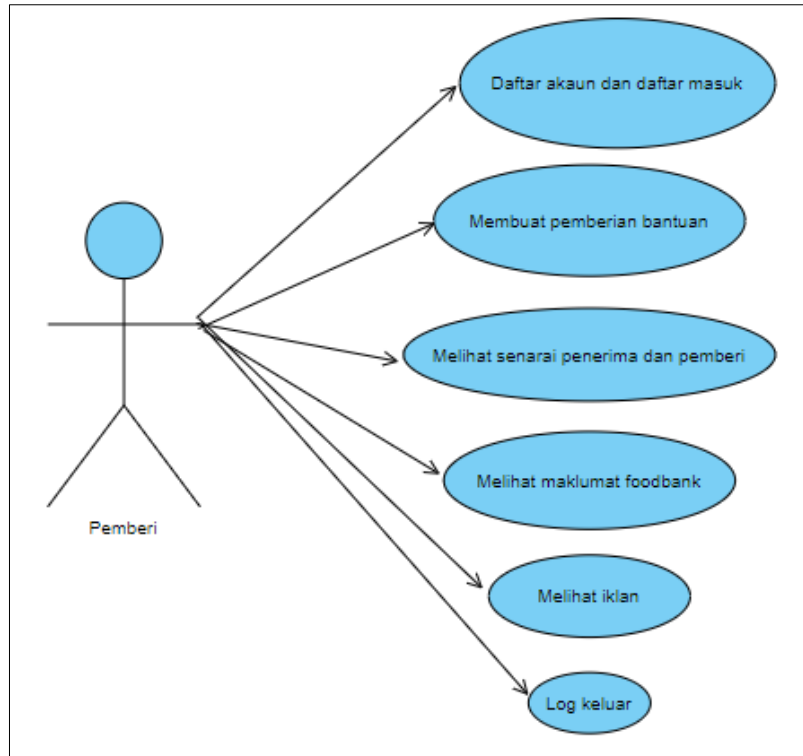 Daftar akaun dan daftar masuk
Membuat pemberian bantuan
Melihat senarai penerima dan pemberi
Melihat maklumat foodbank
Pemberi
Melihat iklan
Log keluar